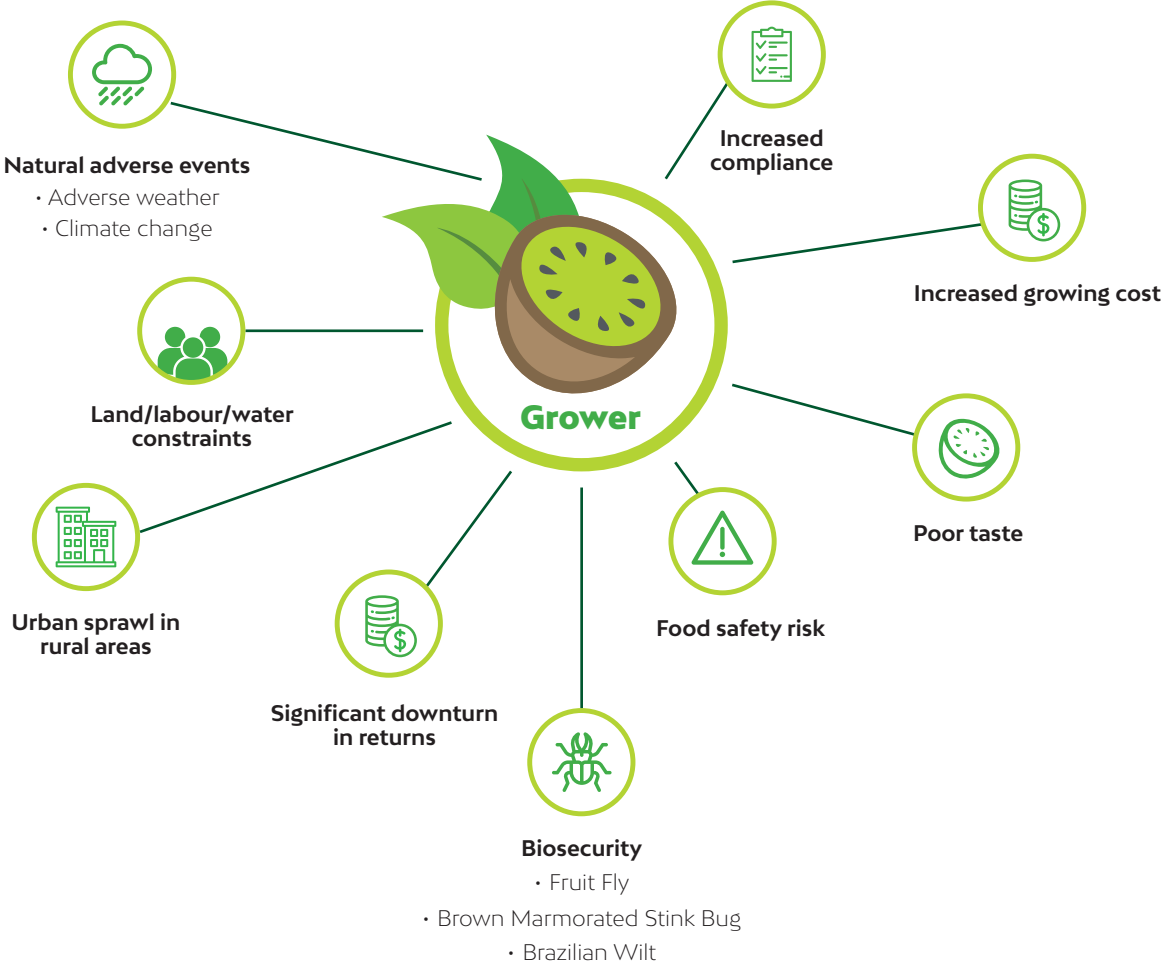 Natural adverse events
• Adverse weather
• Climate change
Increased
compliance
$
Increased growing cost
Land/labour/water
constraints
Grower
Poor taste
Urban sprawl in
rural areas
Food safety risk
$
Significant downturn
in returns
Biosecurity
• Fruit Fly
• Brown Marmorated Stink Bug
• Brazilian Wilt